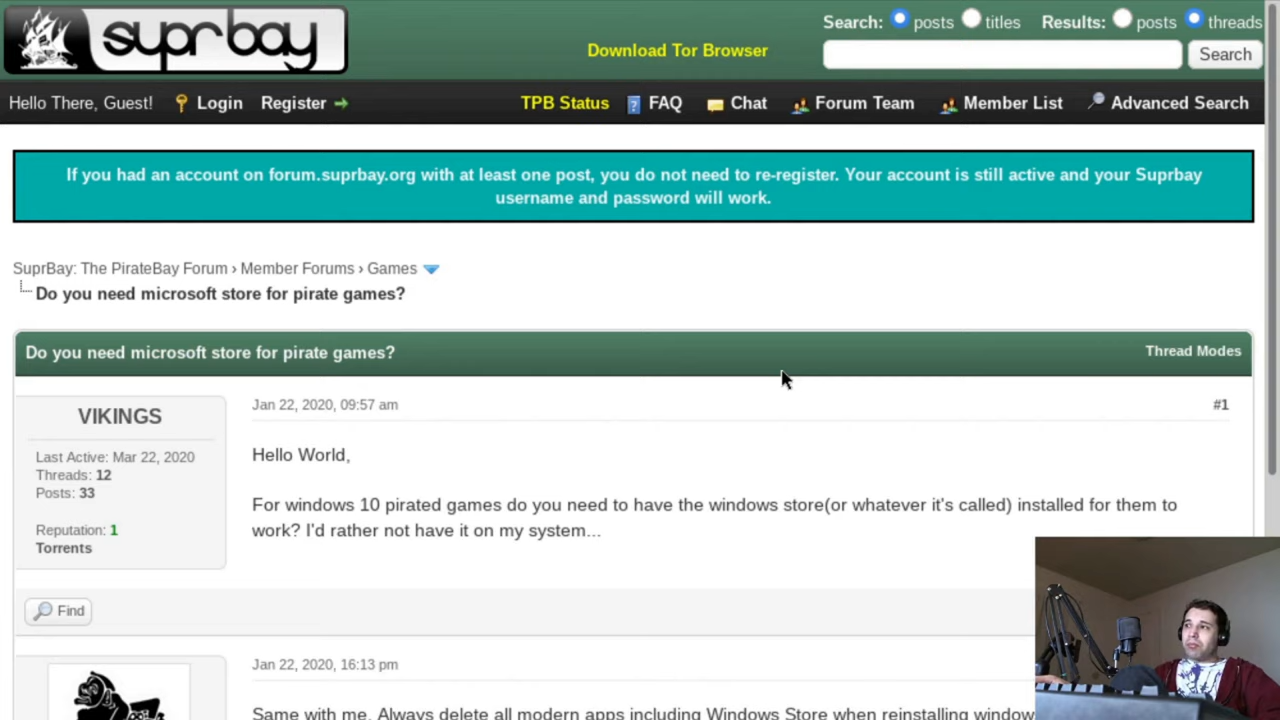 suprbay
Search: posts titles Results: posts threads
Download Tor Browser
Search
Hello There, Guest! Login Register
TPB Status FAQ Chat Forum Team Member List Advanced Search
If you had an account on forum.suprbay.org with at least one post, you do not need to re-register. Your account is still active and your Suprbay
username and password will work.
SuprBay: The PirateBay Forum › Member Forums › Games
Do you need microsoft store for pirate games?
Do you need microsoft store for pirate games? Thread Modes
VIKINGS
Last Active: Mar 22, 2020
Threads: 12
Posts: 33
Reputation: 1
Torrents
Jan 22, 2020, 09:57 am #1
Hello World,
For windows 10 pirated games do you need to have the windows store(or whatever it's called) installed for them to
work? I'd rather not have it on my system...
Find
Jan 22, 2020, 16:13 pm
Same with me. Always delete all modern apps including Windows Store when reinstalling window